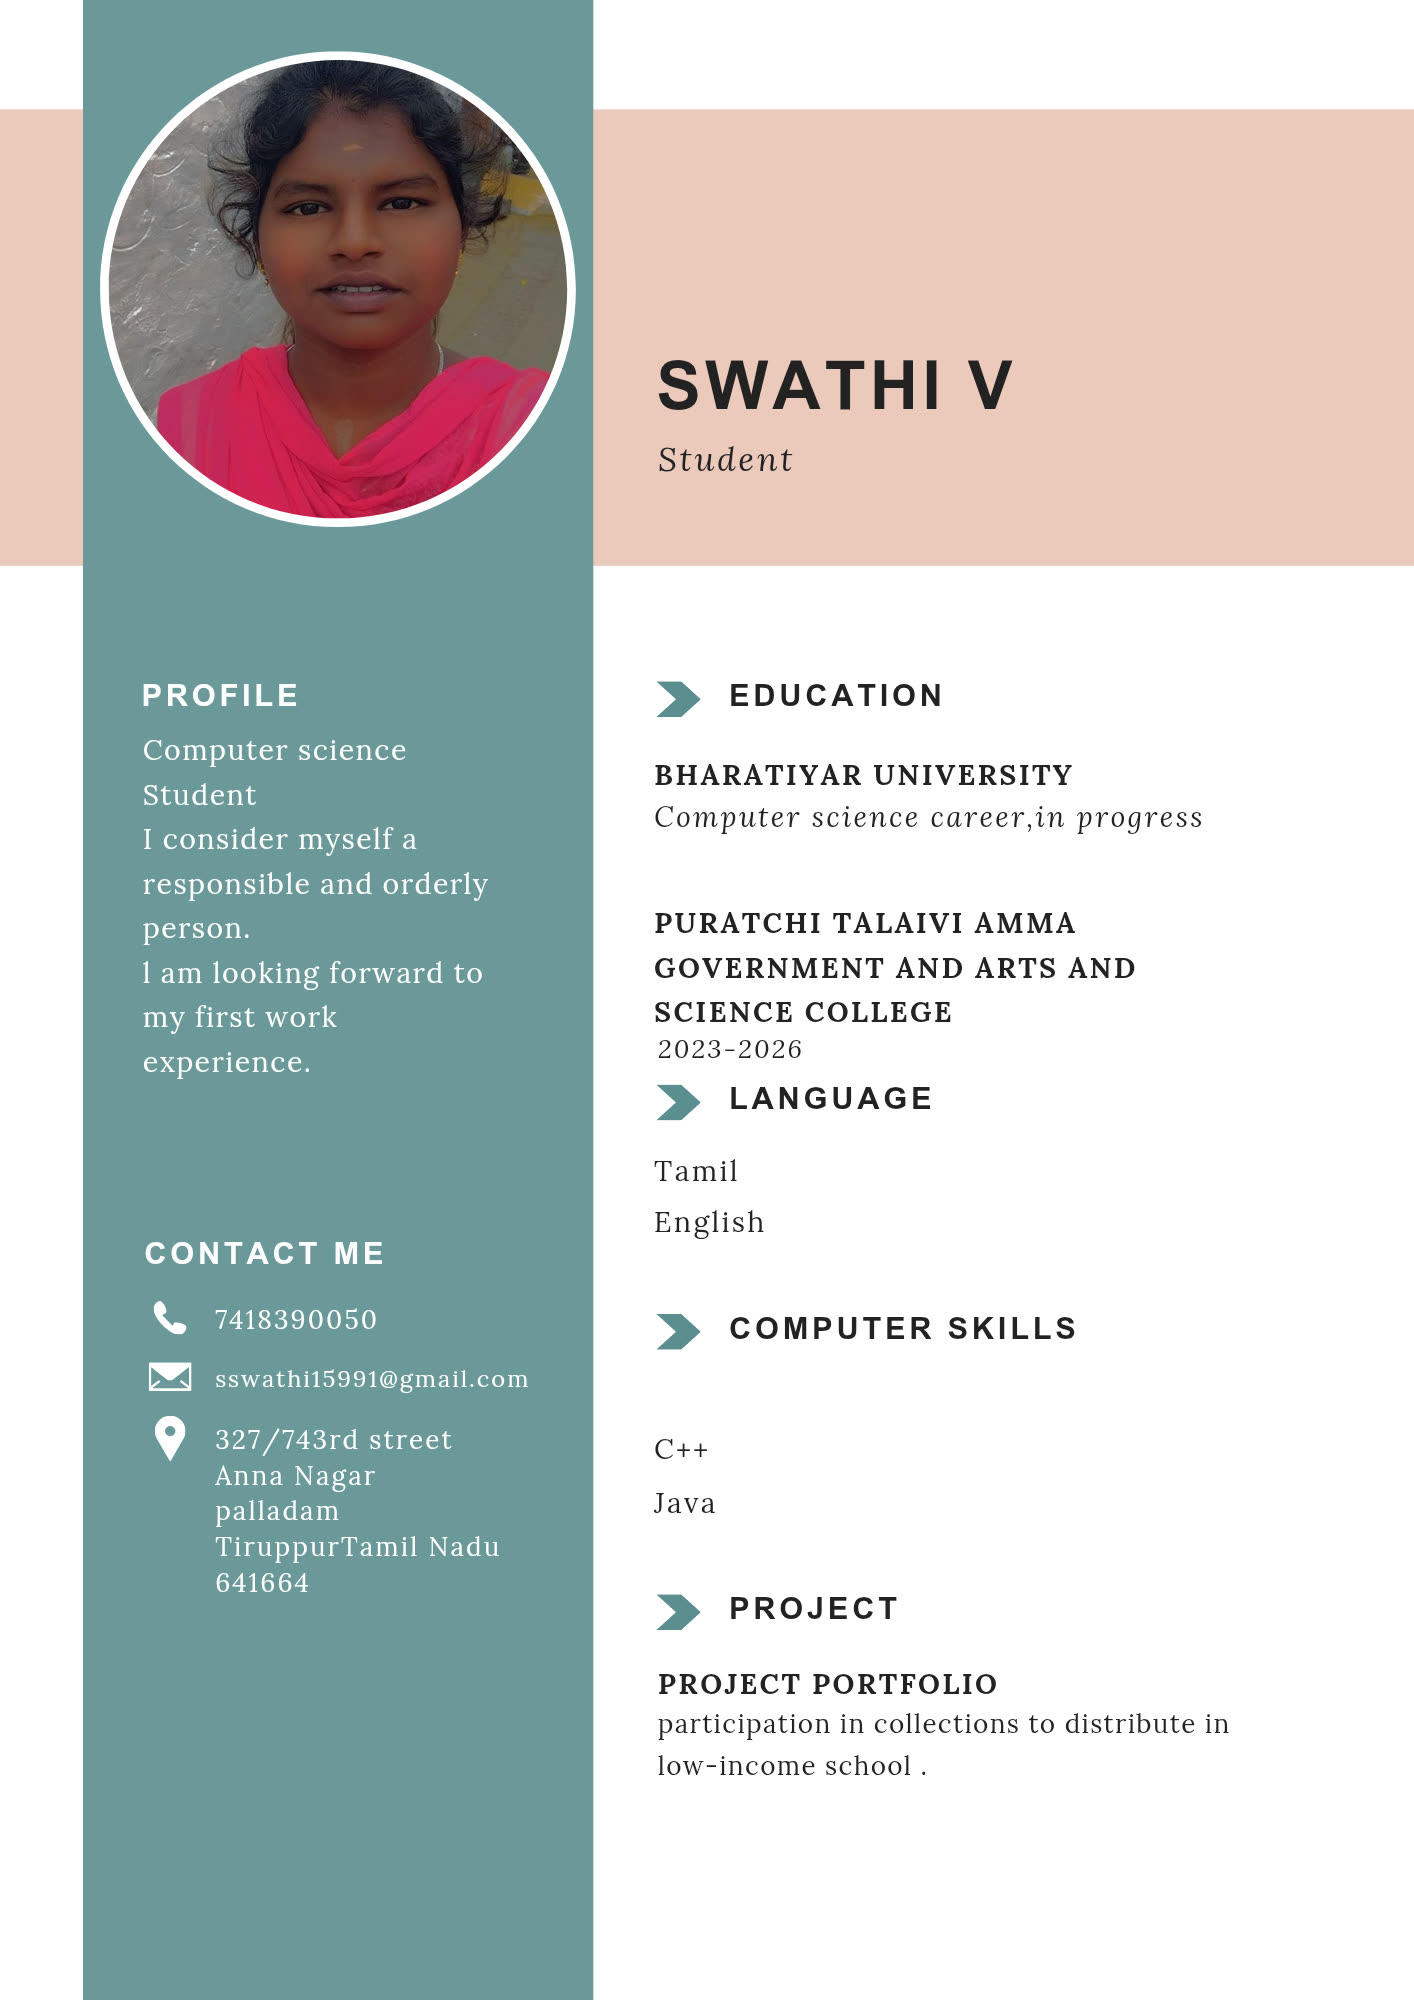 SWATHI V
Student
PROFILE
Computer science
Student
I consider myself a
responsible and orderly
person.
l am looking forward to
my first work
experience.
CONTACT ME
7418390050
sswathi15991@gmail.com
327/743rd street
Anna Nagar
palladam
TiruppurTamil Nadu
641664
EDUCATION
BHARATIYAR UNIVERSITY
Computer science career,in progress
PURATCHI TALAIVI AMMA
GOVERNMENT AND ARTS AND
SCIENCE COLLEGE
2023-2026
LANGUAGE
Tamil
English
COMPUTER SKILLS
C++
Java
PROJECT
PROJECT PORTFOLIO
participation in collections to distribute in
low-income school .